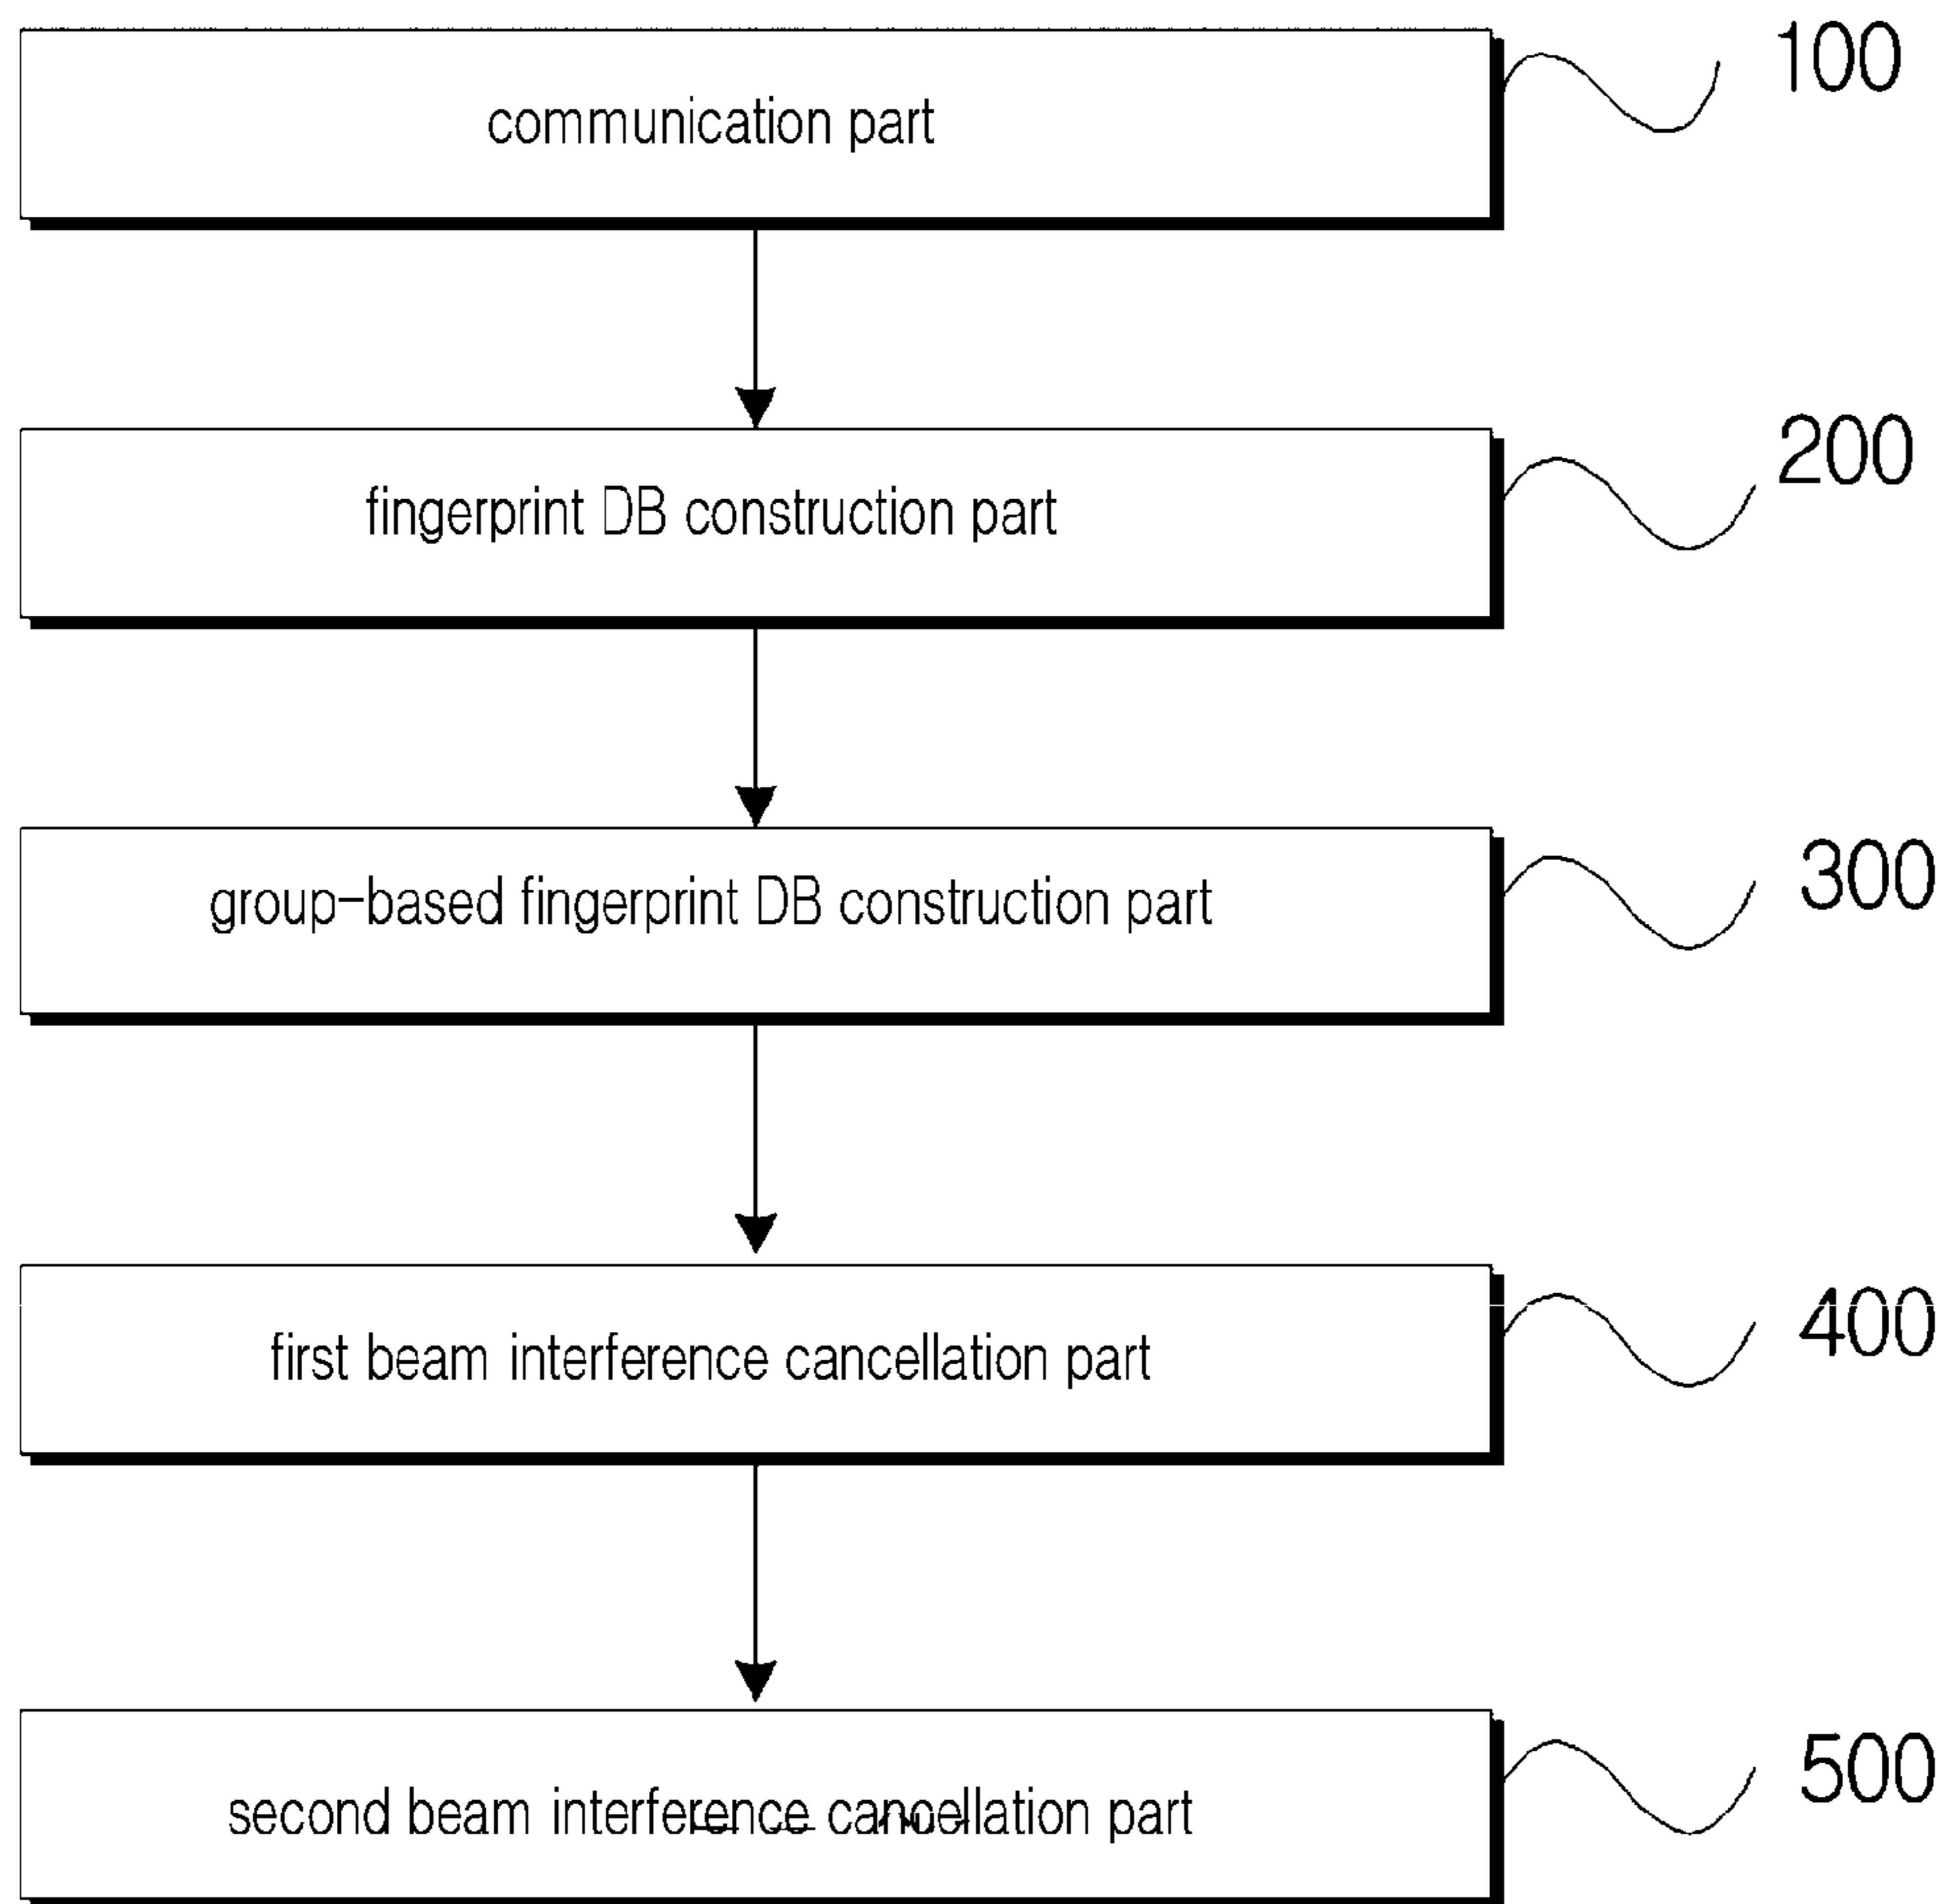 communication part
100
fingerprint DB construction part
200
group-based fingerprint DB construction part
300
first beam interference cancellation part
400
second beam interference cancellation part
500